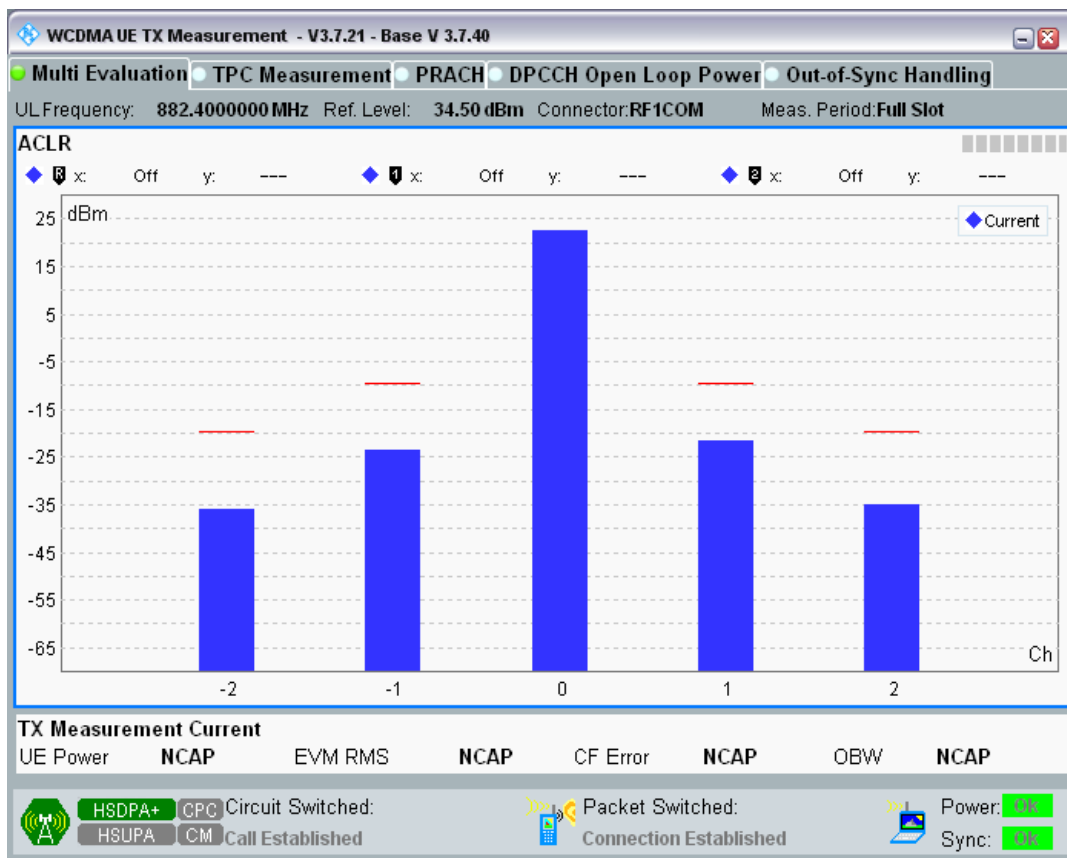 WCDMA UE TX Measurement - V3.7.21 - Base V 3.7.40
Multi Evaluation TPC Measurement PRACH DPCCH Open Loop Power Out-of-Sync Handling
UL Frequency: 882.4000000 MHz Ref. Level: 34.50 dBm Connector:RF1COM Meas. Period:Full Slot
ACLR
R x: Off y: --- 1 x: Off y: --- 2 x: Off y: ---
dBm
Current
25
15
5
-5
-15
-25
-35
-45
-55
-65
Ch
-2 -1 0 1 2
TX Measurement Current
UE Power NCAP EVM RMS NCAP CF Error NCAP OBW NCAP
HSDPA+ CPC Circuit Switched: Packet Switched: Power: Ok
HSUPA CM Call Established Connection Established Sync: Ok